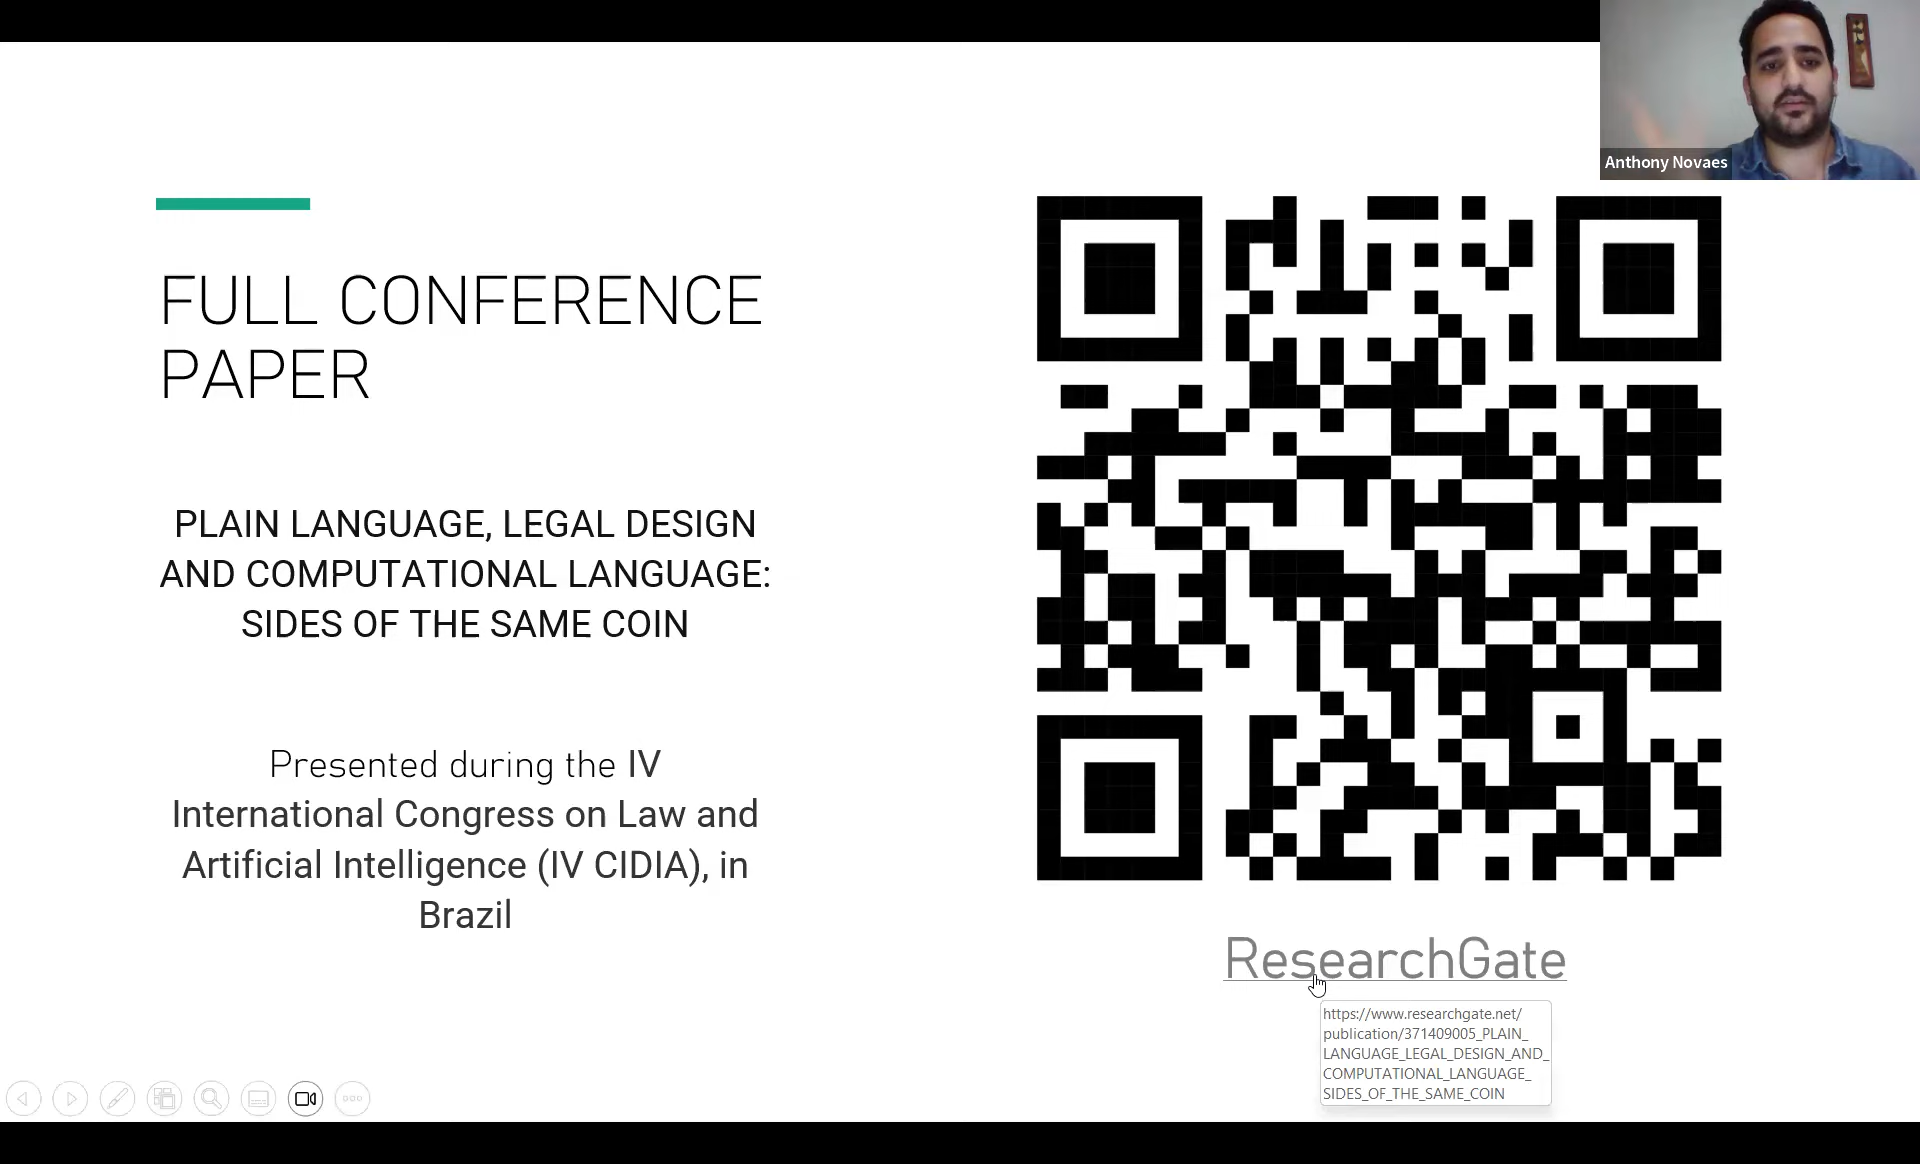 Anthony Novaes
FULL CONFERENCE
PAPER
PLAIN LANGUAGE, LEGAL DESIGN
AND COMPUTATIONAL LANGUAGE:
SIDES OF THE SAME COIN
Presented during the IV
International Congress on Law and
Artificial Intelligence (IV CIDIA), in
Brazil
ResearchGate
https://www.researchgate.net/
publication/371409005_PLAIN_
LANGUAGE_LEGAL_DESIGN_AND_
COMPUTATIONAL_LANGUAGE_
SIDES_OF_THE_SAME_COIN